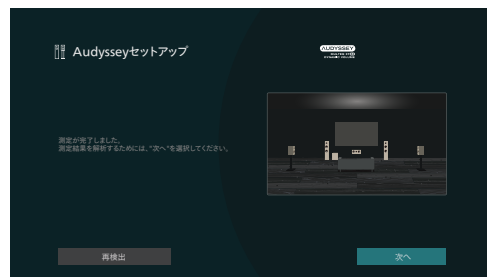 Audysseyセットアップ
AUDYSSEY
測定が完了しました。
測定結果を解析するためには、"次へ"を選択してください。
再検出
次へ